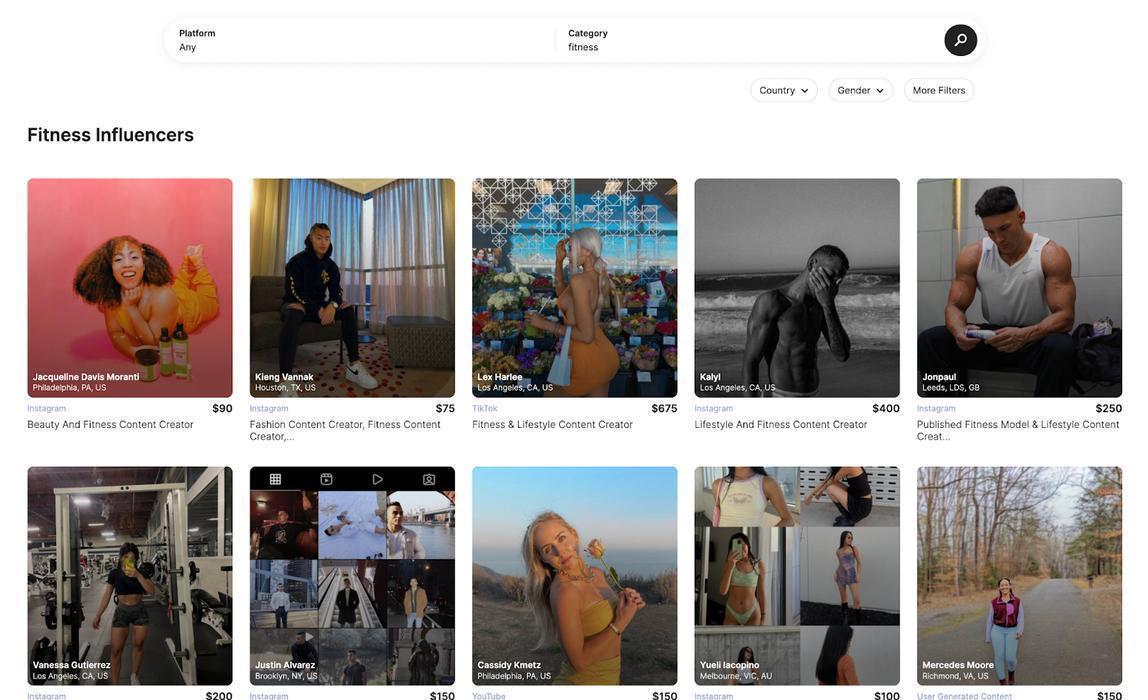 Platform
Any
Category
fitness
Country
Gender
More Filters
Fitness Influencers
Jacqueline Davis Moranti
Philadelphia, PA, US
Instagram $90
Beauty And Fitness Content Creator
Kieng Vannak
Houston, TX, US
Instagram $75
Fashion Content Creator, Fitness Content
Creator,...
Lex Harlee
Los Angeles, CA, US
TikTok $675
Fitness & Lifestyle Content Creator
Kalyl
Los Angeles, CA, US
Instagram $400
Lifestyle And Fitness Content Creator
Jonpaul
Leeds, LDS, GB
Instagram $250
Published Fitness Model & Lifestyle Content
Creat...
Vanessa Gutierrez
Los Angeles, CA, US
Instagram $200
Justin Alvarez
Brooklyn, NY, US
Instagram $150
Cassidy Kmetz
Philadelphia, PA, US
YouTube $150
Yueli Iacopino
Melbourne, VIC, AU
Instagram $100
Mercedes Moore
Richmond, VA, US
User Generated Content $150